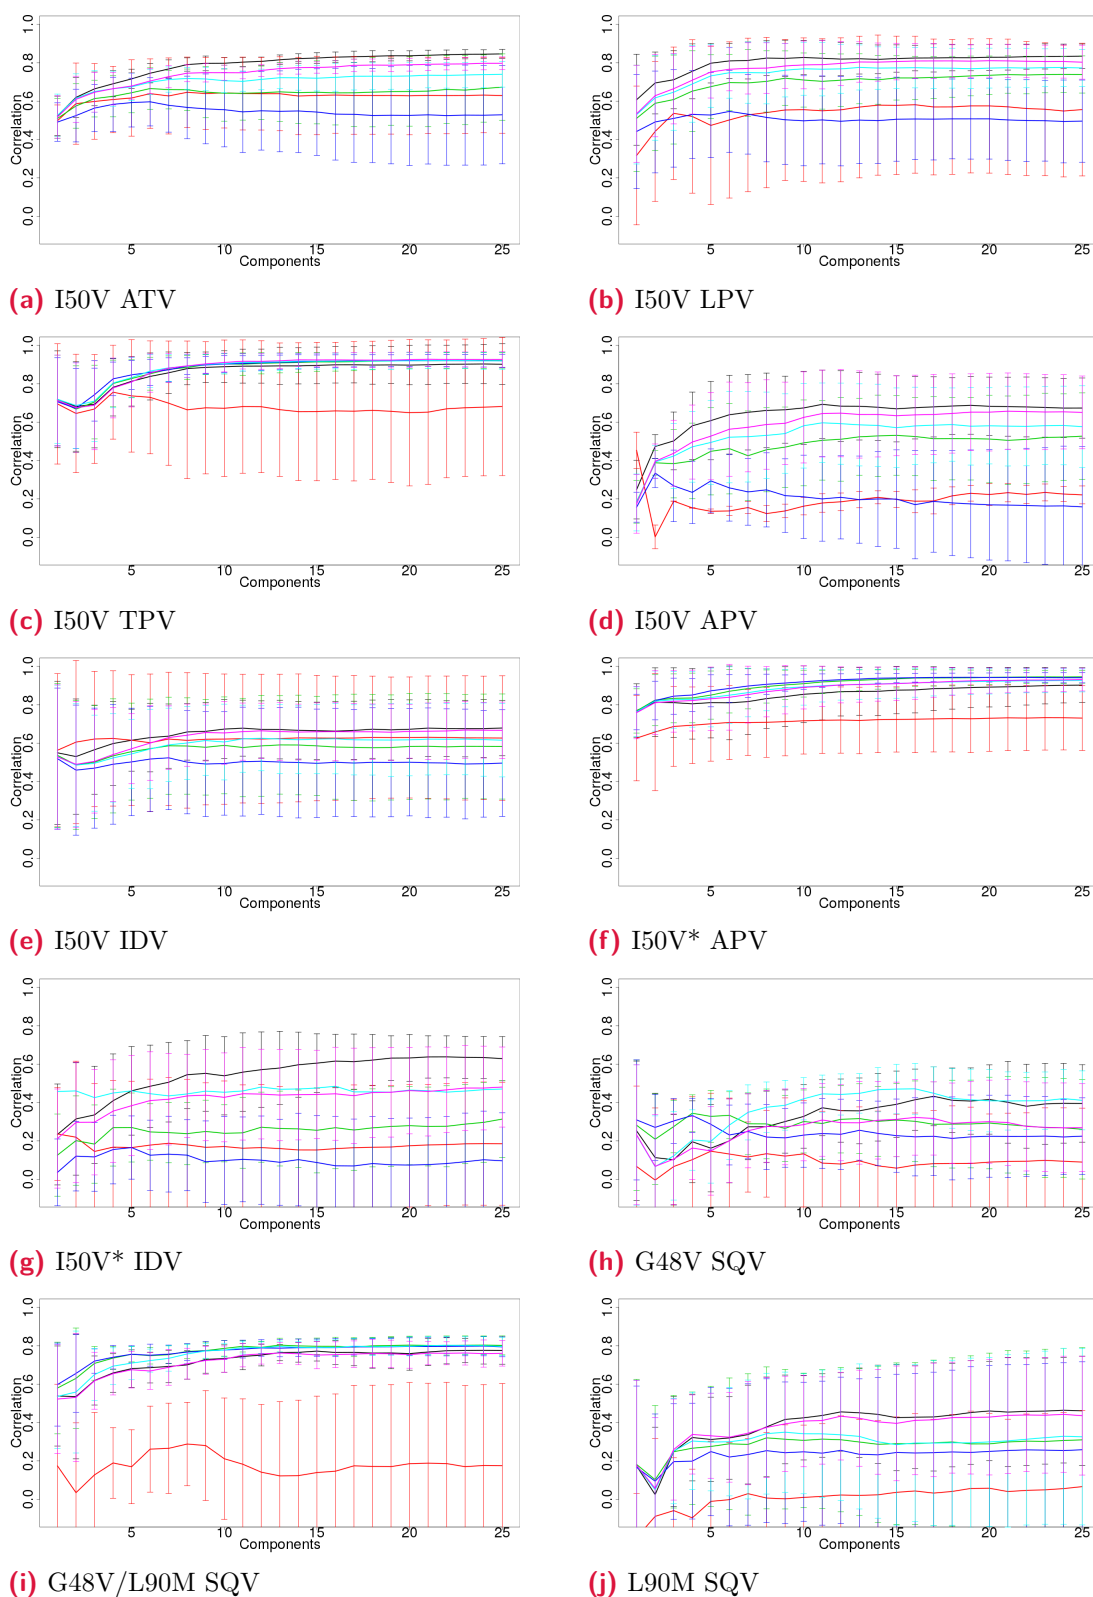 1.0 0.8 0.6 0.4 0.2 0.0 Correlation
5 10 15 20 25
Components
(a) I50V ATV
1.0 0.8 0.6 0.4 0.2 0.0 Correlation
5 10 15 20 25
Components
(b) I50V LPV
1.0 0.8 0.6 0.4 0.2 0.0 Correlation
5 10 15 20 25
Components
(c) I50V TPV
1.0 0.8 0.6 0.4 0.2 0.0 Correlation
5 10 15 20 25
Components
(d) I50V APV
1.0 0.8 0.6 0.4 0.2 0.0 Correlation
5 10 15 20 25
Components
(e) I50V IDV
1.0 0.8 0.6 0.4 0.2 0.0 Correlation
5 10 15 20 25
Components
(f) I50V* APV
1.0 0.8 0.6 0.4 0.2 0.0 Correlation
5 10 15 20 25
Components
(g) I50V* IDV
1.0 0.8 0.6 0.4 0.2 0.0 Correlation
5 10 15 20 25
Components
(h) G48V SQV
1.0 0.8 0.6 0.4 0.2 0.0 Correlation
5 10 15 20 25
Components
(i) G48V/L90M SQV
1.0 0.8 0.6 0.4 0.2 0.0 Correlation
5 10 15 20 25
Components
(j) L90M SQV